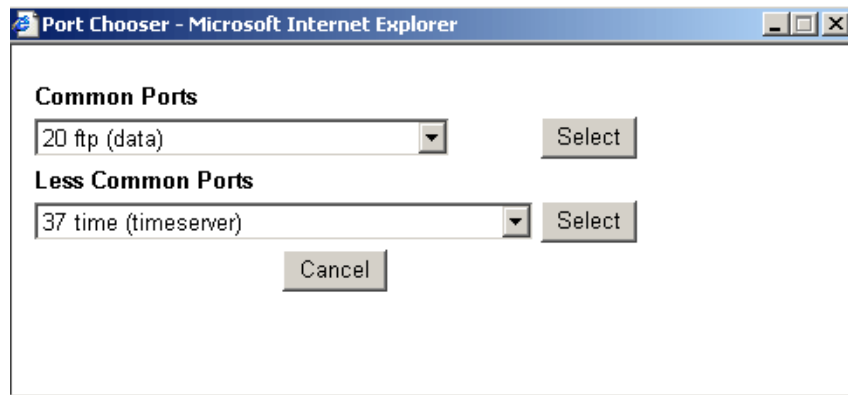 Port Chooser - Microsoft Internet Explorer
Common Ports
20 ftp (data) Select
Less Common Ports
37 time (timeserver) Select
Cancel